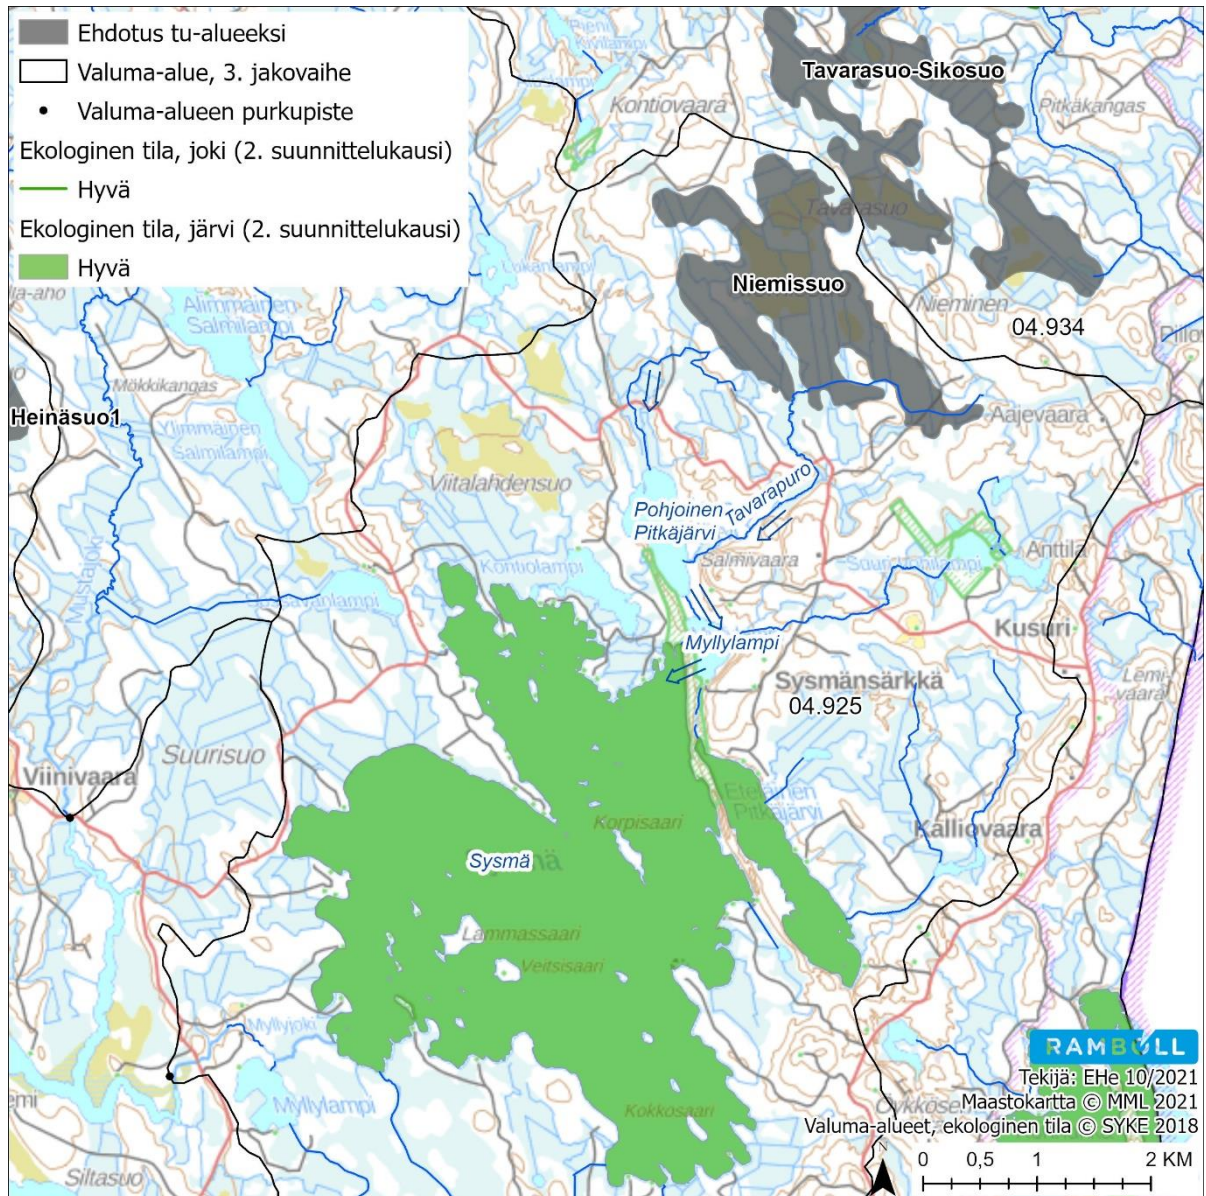 Ehdotus tu-alueeksi
Valuma-alue, 3. jakovaihe
Valuma-alueen purkupiste
Ekologinen tila, joki (2. suunnittelukausi)
Hyvä
Ekologinen tila, järvi (2. suunnittelukausi)
Hyvä
Kontiovaara
Tavarasuo-Sikosuo
Pitkäkangas
Tavarasuo
Niemissuo
Nieminen
04.934
Alimmainen
Salmilampi
Mökkikangas
Heinäsuo1
Ylimmäinen
Salmilampi
Aajevaara
Viitalahdensuo
Pohjoinen
Pitkäjärvi
Tavarapuro
Salmivaara
Kontiolampi
Anttila
Mustajoki
Kusuri
Myllylampi
Sysmänsärkkä
04.925
Lemi-
vaara
Suurisuo
Viinivaara
Eteläinen
Pitkäjärvi
Korpisaari
Kalliovaara
Sysmä
Lammassaari
Veitsisaari
Myllyjoki
Myllylampi
Kokkosaari
Siltasuo
RAMBOLL
Tekijä: EHe 10/2021
Maastokartta © MML 2021
Valuma-alueet, ekologinen tila © SYKE 2018
N
0 0,5 1 2 KM